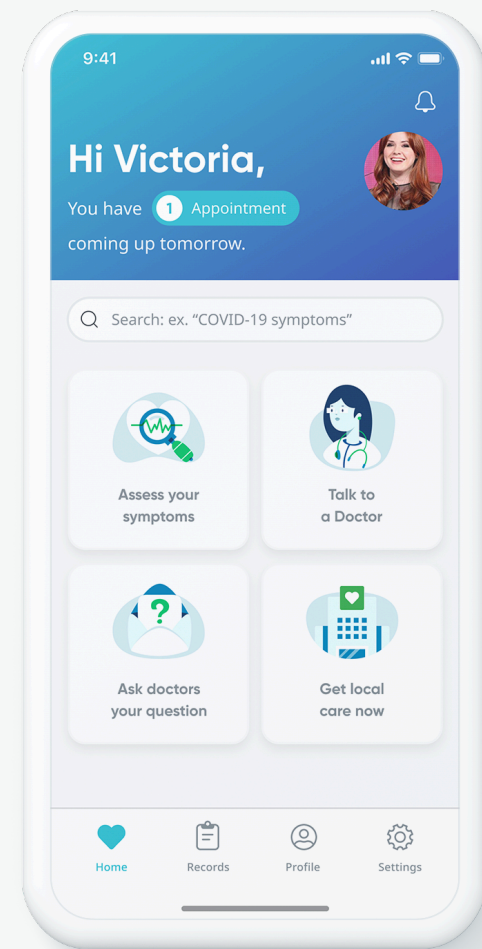 9:41
Hi Victoria,
You have 1 Appointment
coming up tomorrow.
Search: ex. “COVID-19 symptoms”
Assess your
symptoms
Talk to
a Doctor
?
Ask doctors
your question
Get local
care now
Home
Records
Profile
Settings